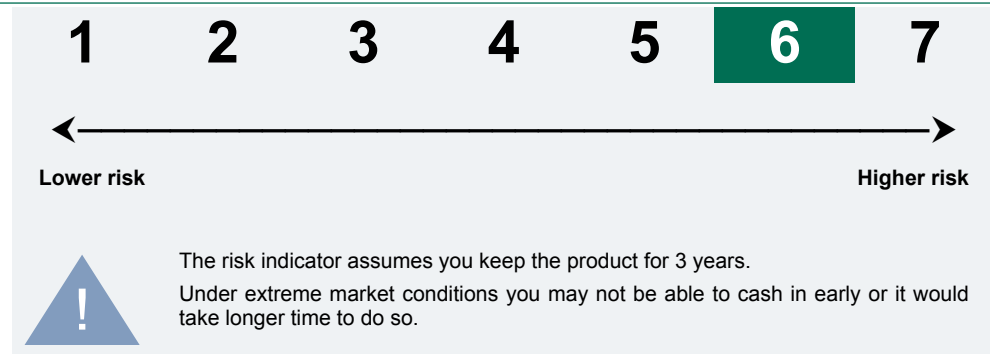 1 2 3 4 5 6 7
Lower risk Higher risk
The risk indicator assumes you keep the product for 3 years.
! Under extreme market conditions you may not be able to cash in early or it would
take longer time to do so.